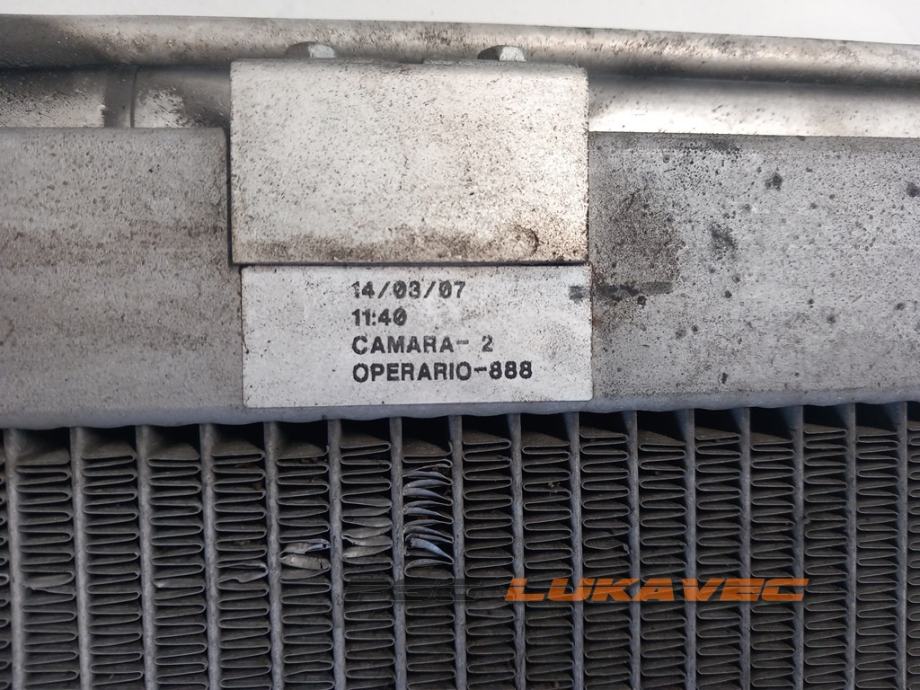 14/03/07
11:40
CAMARA- 2
OPERARIO-888
LUKAVEC